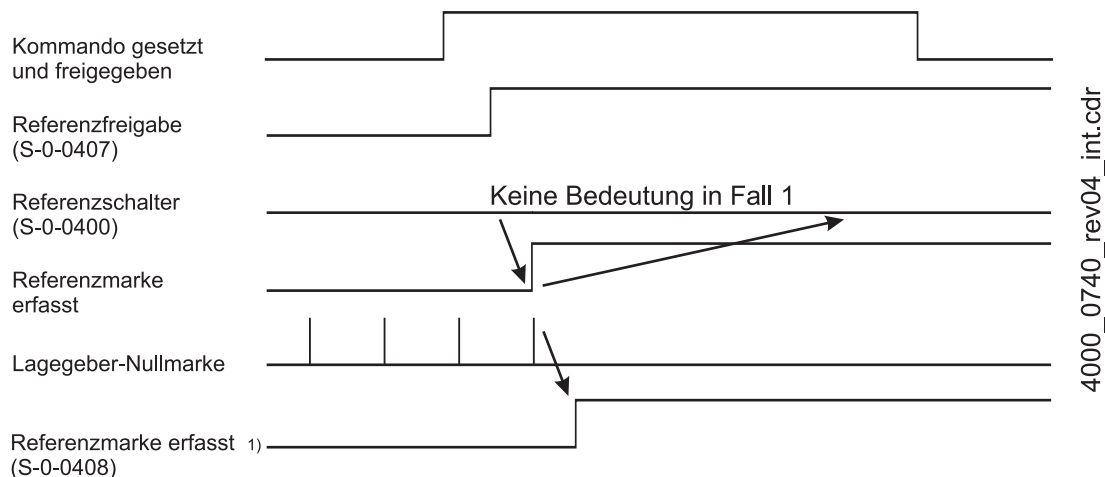 Kommando gesetzt
und freigegeben
Referenzfreigabe
(S-0-0407)
Referenzschalter
(S-0-0400)
Keine Bedeutung in Fall 1
Referenzmarke
erfasst
Lagegeber-Nullmarke
Referenzmarke erfasst 1)
(S-0-0408)
4000_0740_rev04_int.cdr